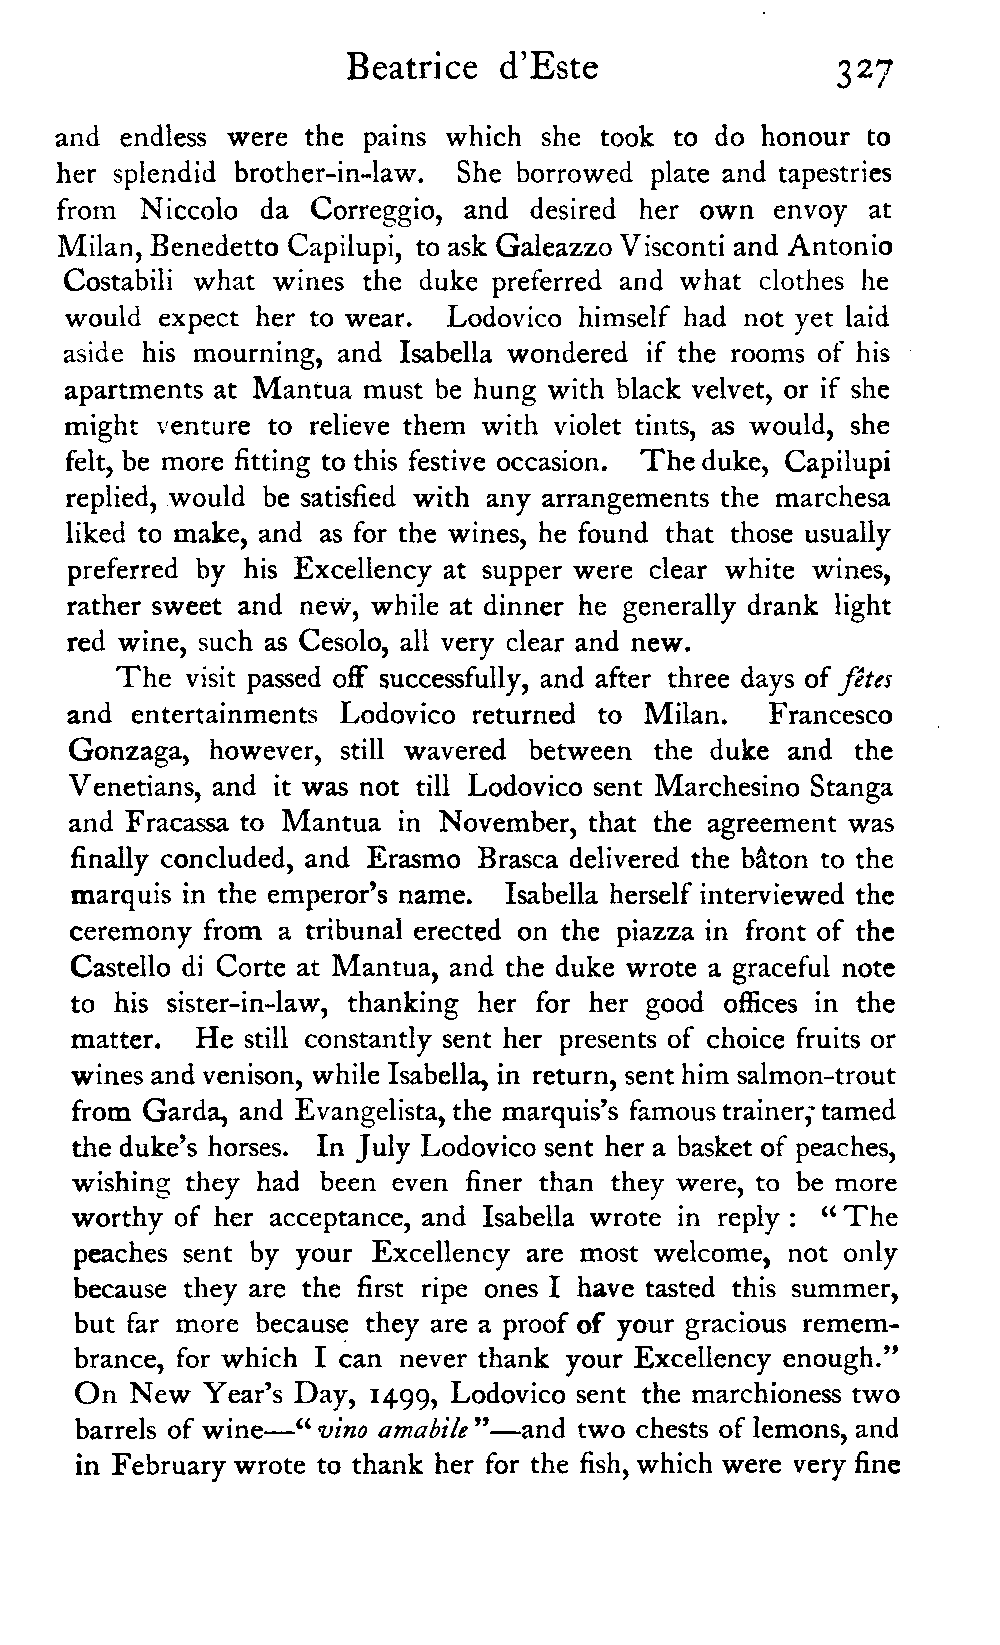 Beatrice d'Este 327
and endless were the pains which she took to do honour to
her splendid brother-in-law. She borrowed plate and tapestries
from Niccolo da Correggio, and desired her own envoy at
Milan, Benedetto Capilupi, to ask Galeazzo Visconti and Antonio
Costabili what wines the duke preferred and what clothes he
would expect her to wear. Lodovico himself had not yet laid
aside his mourning, and Isabella wondered if the rooms of his
apartments at Mantua must be hung with black velvet, or if she
might venture to relieve them with violet tints, as would, she
felt, be more fitting to this festive occasion. The duke, Capilupi
replied, would be satisfied with any arrangements the marchesa
liked to make, and as for the wines, he found that those usually
preferred by his Excellency at supper were clear white wines,
rather sweet and new, while at dinner he generally drank light
red wine, such as Cesolo, all very clear and new.
The visit passed off successfully, and after three days of fêtes
and entertainments Lodovico returned to Milan. Francesco
Gonzaga, however, still wavered between the duke and the
Venetians, and it was not till Lodovico sent Marchesino Stanga
and Fracassa to Mantua in November, that the agreement was
finally concluded, and Erasmo Brasca delivered the bâton to the
marquis in the emperor's name. Isabella herself interviewed the
ceremony from a tribunal erected on the piazza in front of the
Castello di Corte at Mantua, and the duke wrote a graceful note
to his sister-in-law, thanking her for her good offices in the
matter. He still constantly sent her presents of choice fruits or
wines and venison, while Isabella, in return, sent him salmon-trout
from Garda, and Evangelista, the marquis's famous trainer, tamed
the duke's horses. In July Lodovico sent her a basket of peaches,
wishing they had been even finer than they were, to be more
worthy of her acceptance, and Isabella wrote in reply : "The
peaches sent by your Excellency are most welcome, not only
because they are the first ripe ones I have tasted this summer,
but far more because they are a proof of your gracious remem-
brance, for which I can never thank your Excellency enough."
On New Year's Day, 1499, Lodovico sent the marchioness two
barrels of wine—"vino amabile"—and two chests of lemons, and
in February wrote to thank her for the fish, which were very fine